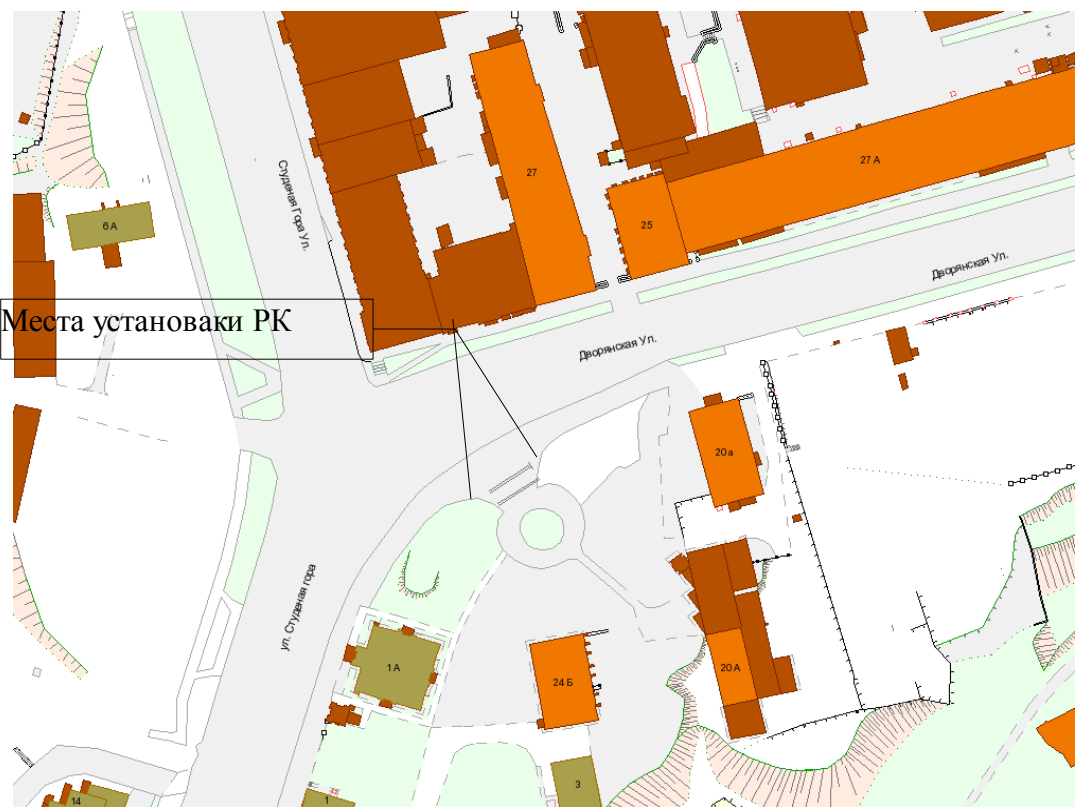 27
27 А
6 А
Студеная Гора Ул.
25
Дворянская Ул.
Места установаки РК
Дворянская Ул.
20 а
ул. Студеная гора
1 А
24 Б
20 А
3
14
1